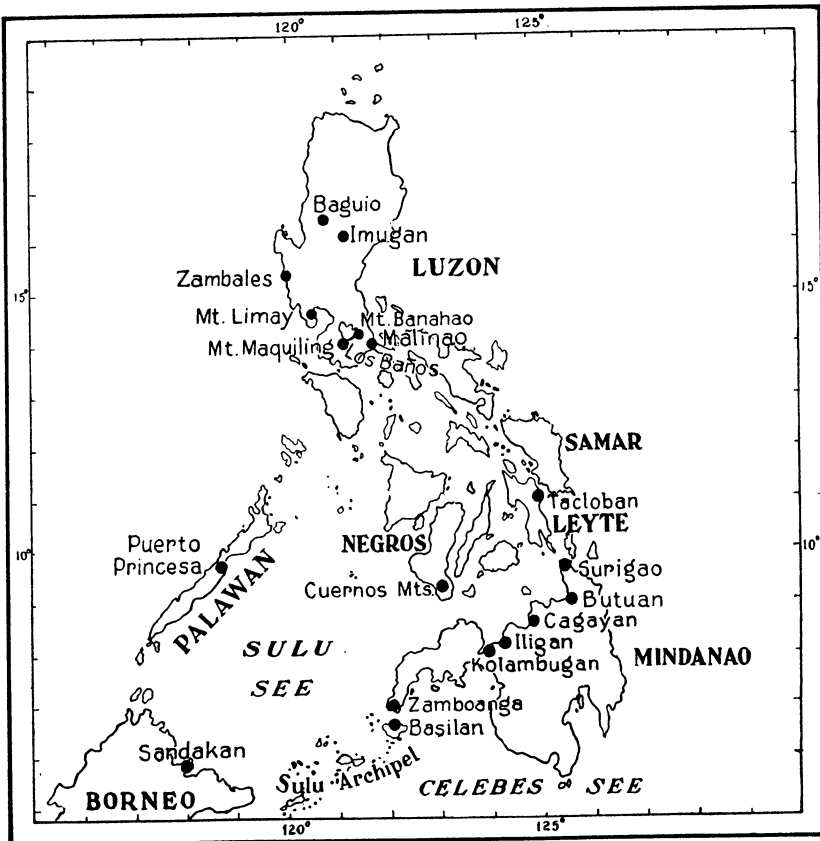 120°
125°
Baguio
Imugan
LUZON
Zambales
15°
15°
Mt. Limay
Mt. Banahao
Malinao
Mt. Maquiling
Los Baños
SAMAR
Tacloban
LEYTE
NEGROS
10°
10°
Puerto
Princesa
PALAWAN
Surigao
Cuernos Mts.
Butuan
Cagayan
Iligan
Kolambugan
MINDANAO
SULU
SEE
Zamboanga
Basilan
Sandakan
Sulu Archipel
CELEBES SEE
BORNEO
120°
125°